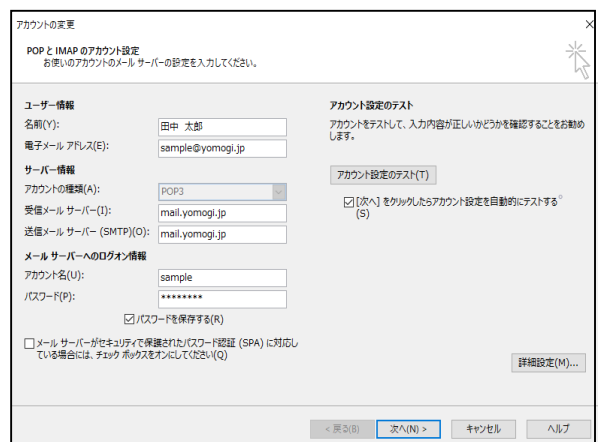 アカウントの変更
×
POP と IMAP のアカウント設定
お使いのアカウントのメール サーバーの設定を入力してください。
ユーザー情報
名前(Y):
田中 太郎
電子メール アドレス(E):
sample@yomogi.jp
サーバー情報
アカウントの種類(A):
POP3
受信メール サーバー(I):
mail.yomogi.jp
送信メール サーバー (SMTP)(O):
mail.yomogi.jp
メール サーバーへのログオン情報
アカウント名(U):
sample
パスワード(P):
********
パスワードを保存する(R)
メール サーバーがセキュリティで保護されたパスワード認証 (SPA) に対応し
ている場合には、チェック ボックスをオンにしてください(Q)
アカウント設定のテスト
アカウントをテストして、入力内容が正しいかどうかを確認することをお勧め
します。
アカウント設定のテスト(T)
[次へ] をクリックしたらアカウント設定を自動的にテストする
(S)
詳細設定(M)...
< 戻る(B)
次へ(N) >
キャンセル
ヘルプ